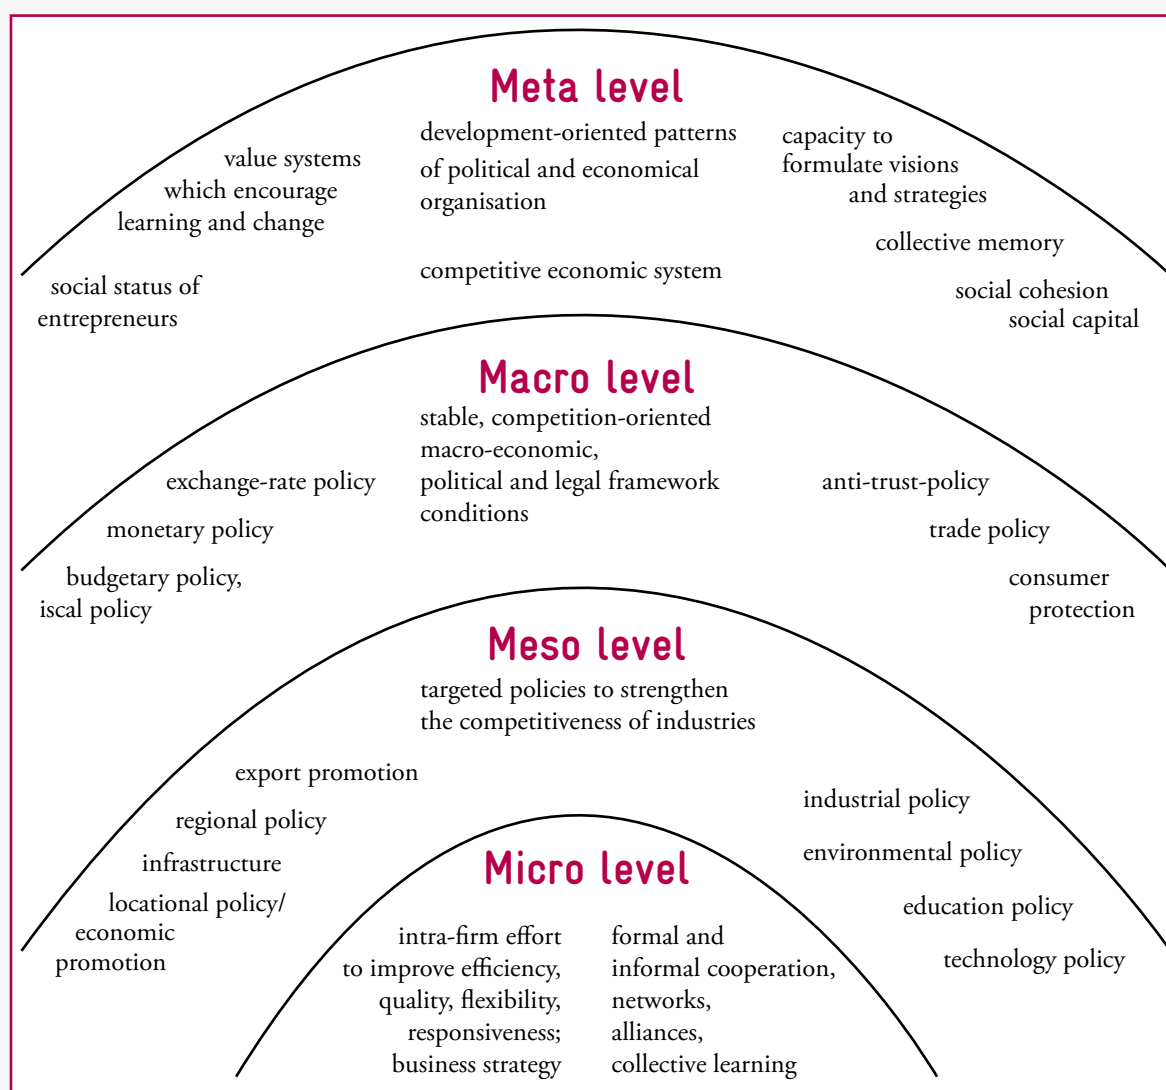 Meta level
value systems
which encourage
learning and change
social status of
entrepreneurs
development-oriented patterns
of political and economical
organisation
competitive economic system
capacity to
formulate visions
and strategies
collective memory
social cohesion
social capital
Macro level
exchange-rate policy
monetary policy
budgetary policy,
iscal policy
stable, competition-oriented
macro-economic,
political and legal framework
conditions
anti-trust-policy
trade policy
consumer
protection
Meso level
targeted policies to strengthen
the competitiveness of industries
export promotion
regional policy
infrastructure
locational policy/
economic
promotion
industrial policy
environmental policy
education policy
technology policy
Micro level
intra-firm effort
to improve efficiency,
quality, flexibility,
responsiveness;
business strategy
formal and
informal cooperation,
networks,
alliances,
collective learning